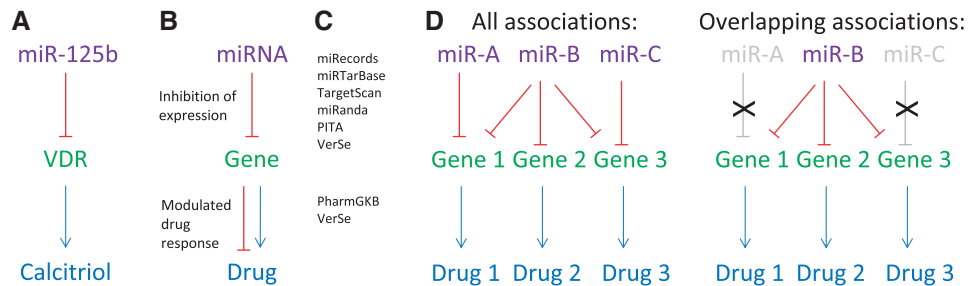 A
miR-125b
VDR
Calcitriol
B
miRNA
Inhibition of
expression
Gene
Modulated
drug
response
Drug
C
miRecords
miRTarBase
TargetScan
miRanda
PITA
VerSe
PharmGKB
VerSe
D
All associations:
miR-A miR-B miR-C
Gene 1 Gene 2 Gene 3
Drug 1 Drug 2 Drug 3
Overlapping associations:
miR-A miR-B miR-C
Gene 1 Gene 2 Gene 3
Drug 1 Drug 2 Drug 3